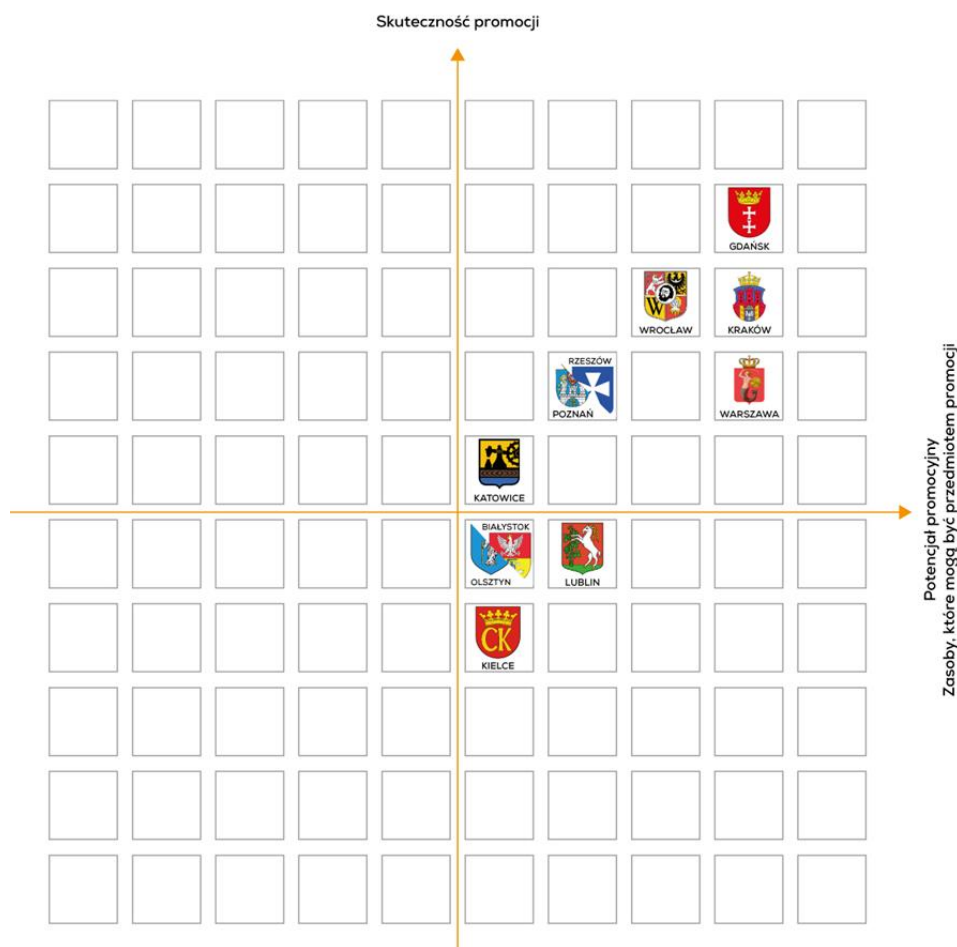 Skuteczność promocji
GDAŃSK
W
WROCŁAW
KRAKÓW
RZESZÓW
POZNAŃ
WARSZAWA
KATOWICE
BIAŁYSTOK
OLSZTYN
LUBLIN
CK
KIELCE
Potencjał promocyjny
Zasoby, które mogą być przedmiotem promocji